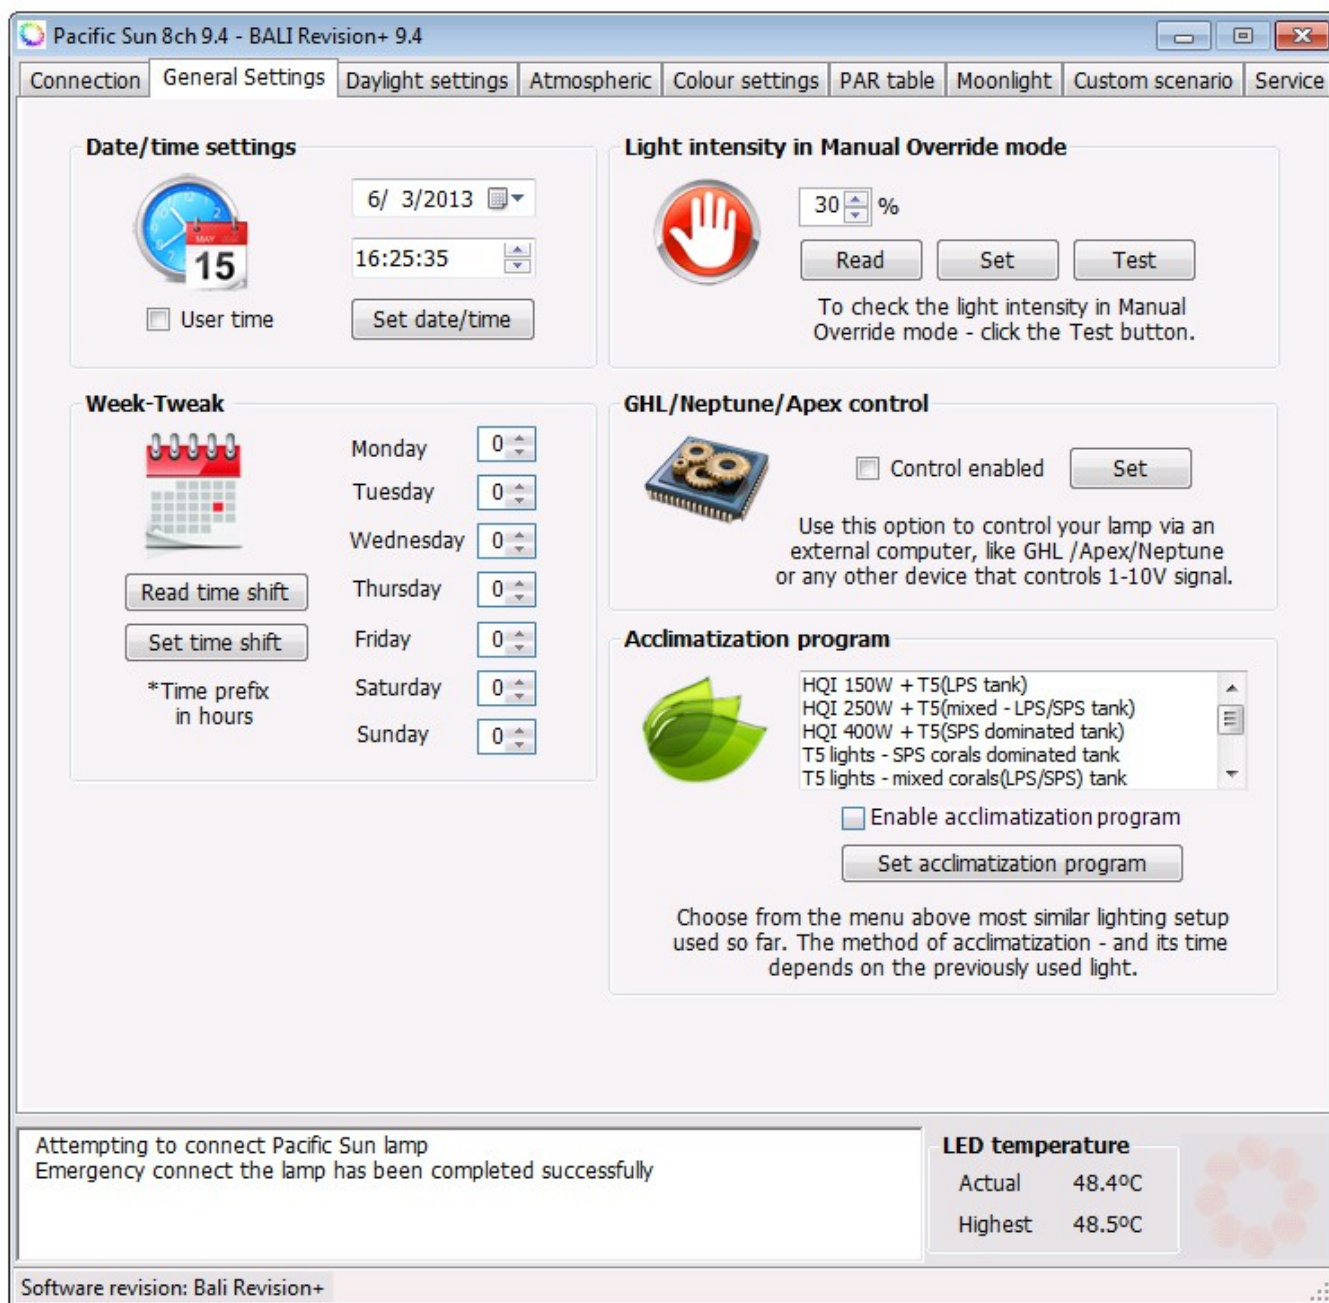 Pacific Sun 8ch 9.4 - BALI Revision+ 9.4
Connection General Settings Daylight settings Atmospheric Colour settings PAR table Moonlight Custom scenario Service
Date/time settings
MAY
15
6/ 3/2013
16:25:35
User time
Set date/time
Light intensity in Manual Override mode
30 %
Read Set Test
To check the light intensity in Manual
Override mode - click the Test button.
Week-Tweak
Monday 0
Tuesday 0
Wednesday 0
Thursday 0
Friday 0
Saturday 0
Sunday 0
Read time shift
Set time shift
*Time prefix
in hours
GHL/Neptune/Apex control
Control enabled Set
Use this option to control your lamp via an
external computer, like GHL /Apex/Neptune
or any other device that controls 1-10V signal.
Acclimatization program
HQI 150W + T5(LPS tank)
HQI 250W + T5(mixed - LPS/SPS tank)
HQI 400W + T5(SPS dominated tank)
T5 lights - SPS corals dominated tank
T5 lights - mixed corals(LPS/SPS) tank
Enable acclimatization program
Set acclimatization program
Choose from the menu above most similar lighting setup
used so far. The method of acclimatization - and its time
depends on the previously used light.
Attempting to connect Pacific Sun lamp
Emergency connect the lamp has been completed successfully
LED temperature
Actual 48.4ºC
Highest 48.5ºC
Software revision: Bali Revision+